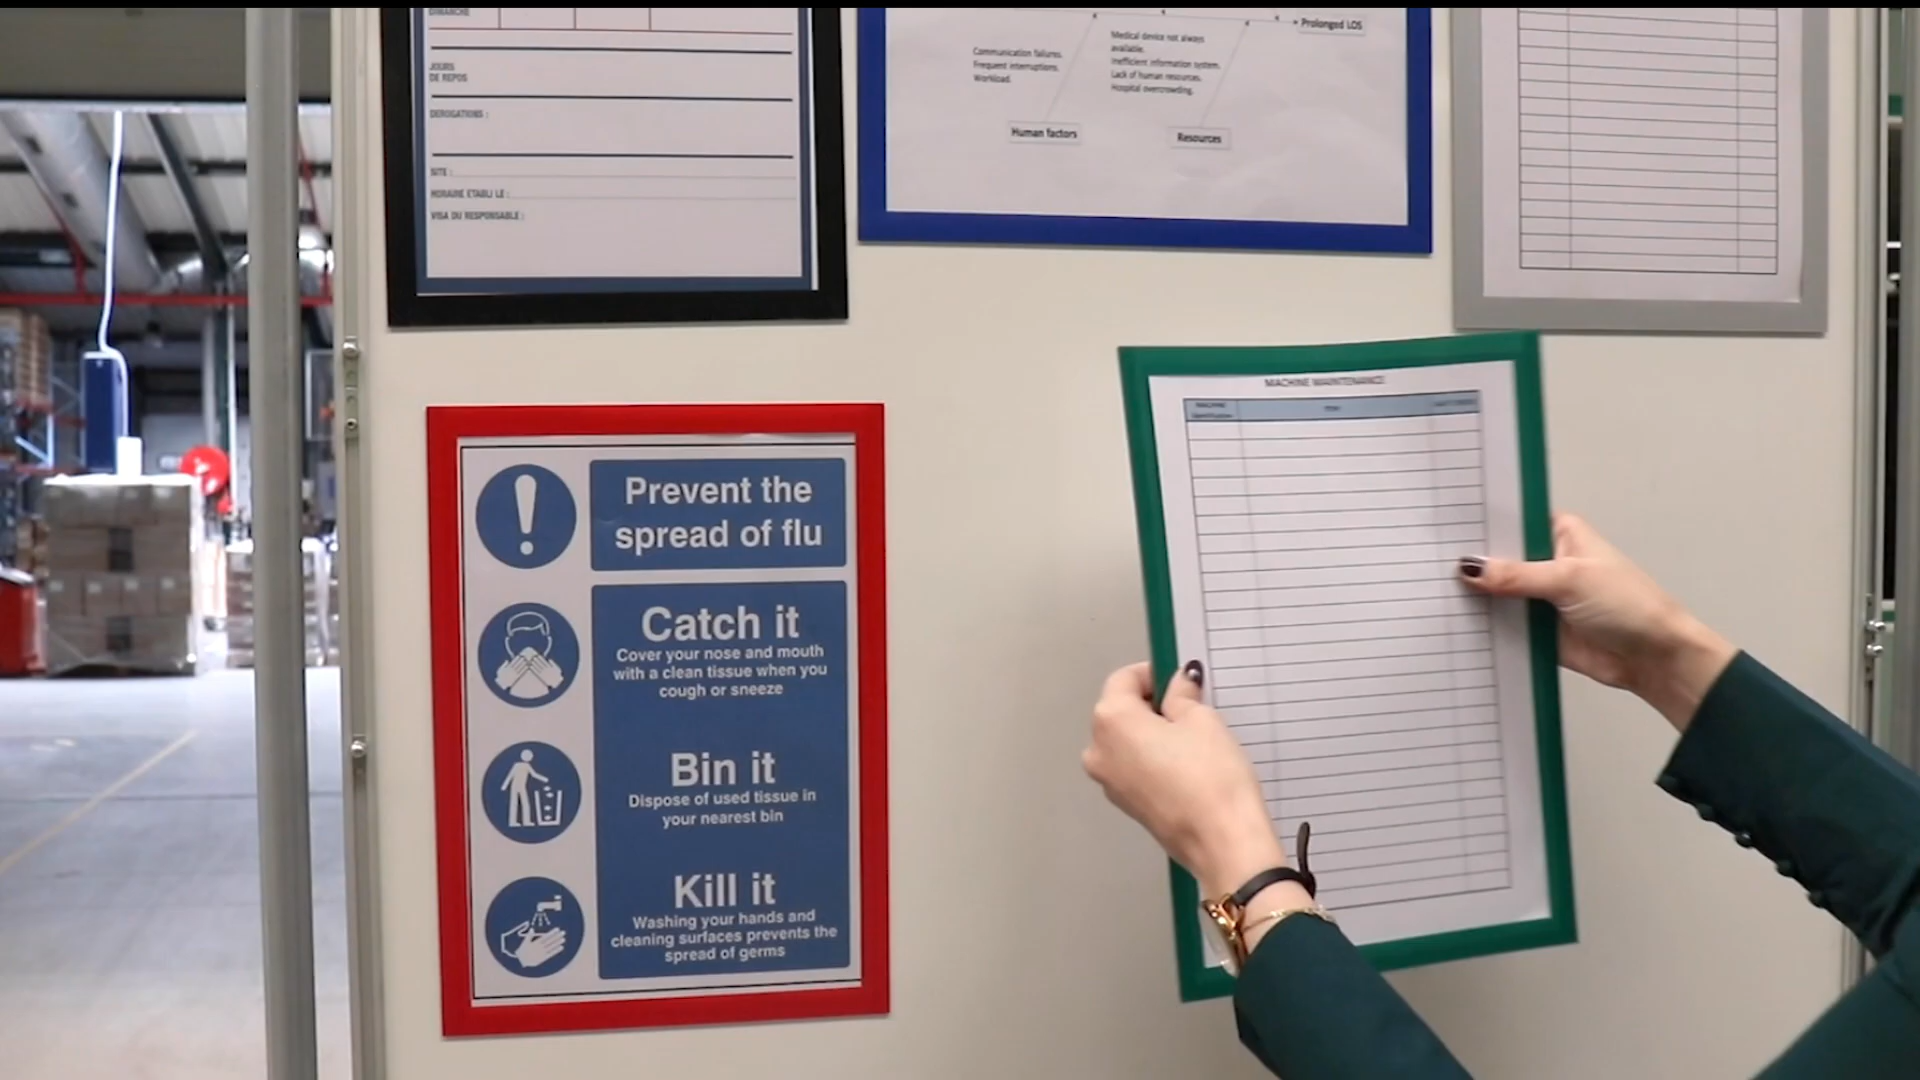 DIMANCHE
JOURS
DE REPOS
DEROGATIONS :
SITE :
HORAIRE ETABLI LE :
VISA DU RESPONSABLE :
Prolonged LOS
Communication failures.
Frequent interruptions.
Workload.
Medical device not always
available.
Inefficient information system.
Lack of human resources.
Hospital overcrowding.
Human factors
Resources
MACHINE MAINTENANCE
Prevent the
spread of flu
Catch it
Cover your nose and mouth
with a clean tissue when you
cough or sneeze
Bin it
Dispose of used tissue in
your nearest bin
Kill it
Washing your hands and
cleaning surfaces prevents the
spread of germs